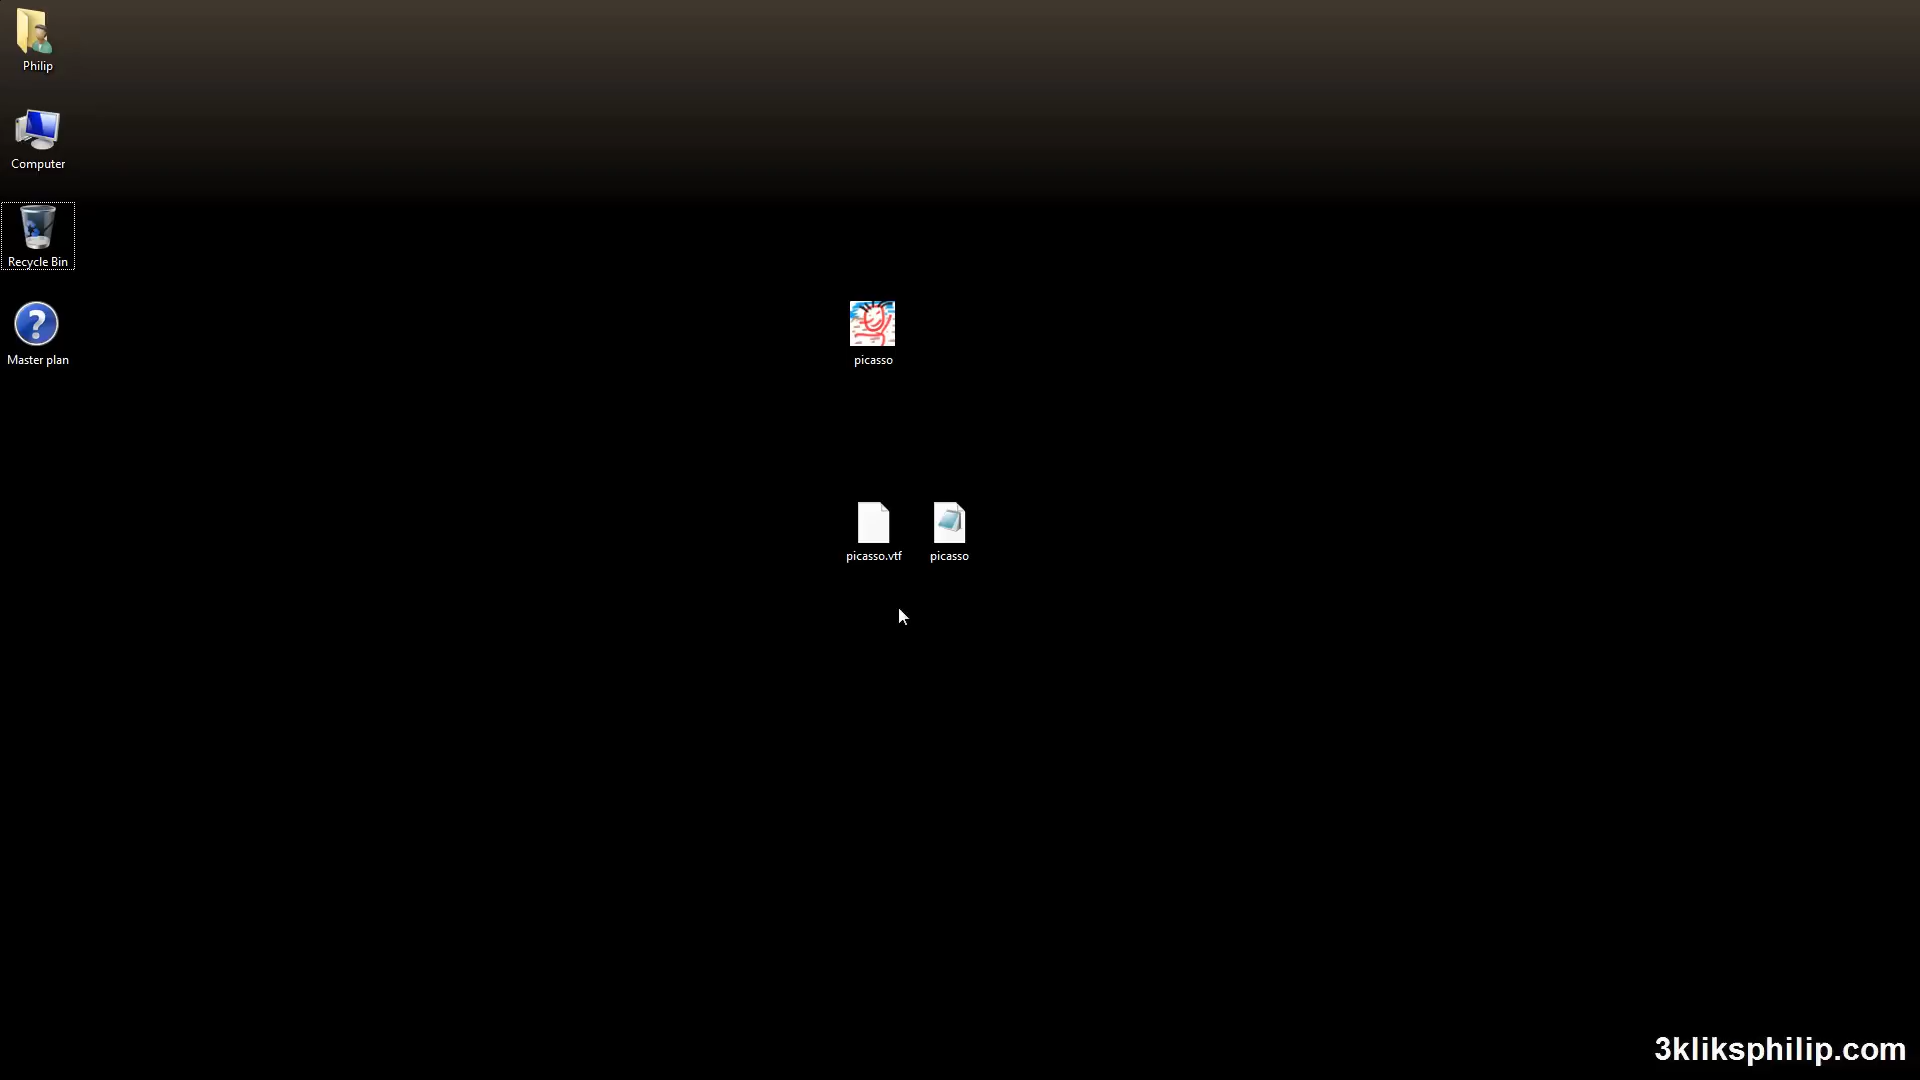 Philip
Computer
Recycle Bin
Master plan
picasso
picasso.vtf
picasso
3kliksphilip.com